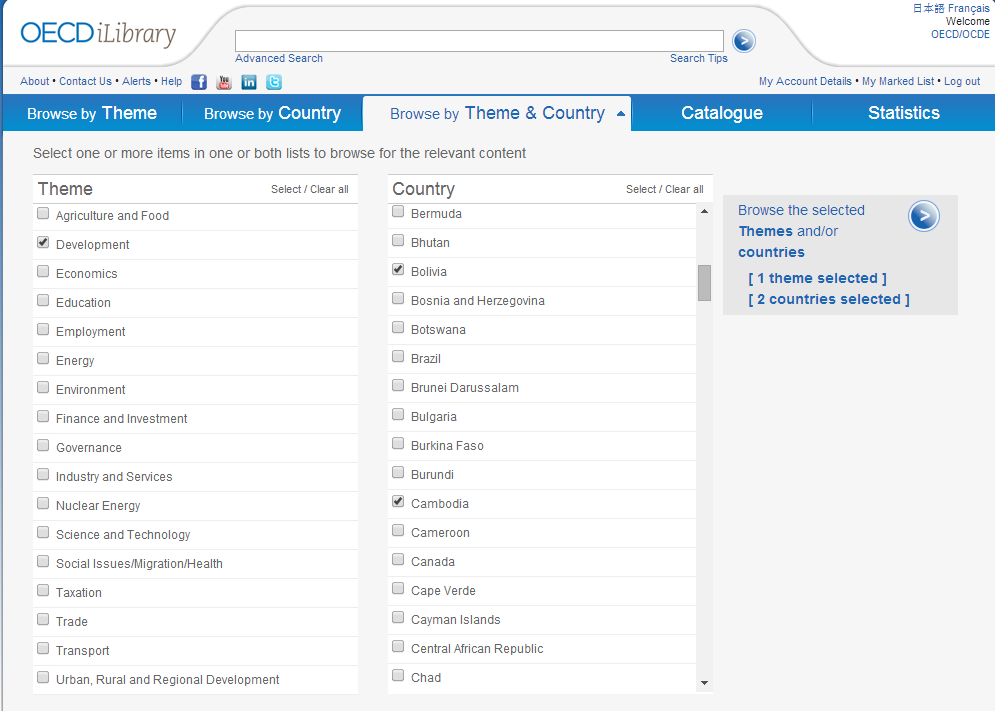 日本語 Français
Welcome
OECD/OCDE
OECD iLibrary
Advanced Search
Search Tips
About • Contact Us • Alerts • Help
f
You Tube
in
t
My Account Details • My Marked List • Log out
Browse by Theme
Browse by Country
Browse by Theme & Country
Catalogue
Statistics
Select one or more items in one or both lists to browse for the relevant content
Theme
Select / Clear all
Agriculture and Food
Development
Economics
Education
Employment
Energy
Environment
Finance and Investment
Governance
Industry and Services
Nuclear Energy
Science and Technology
Social Issues/Migration/Health
Taxation
Trade
Transport
Urban, Rural and Regional Development
Country
Select / Clear all
Bermuda
Bhutan
Bolivia
Bosnia and Herzegovina
Botswana
Brazil
Brunei Darussalam
Bulgaria
Burkina Faso
Burundi
Cambodia
Cameroon
Canada
Cape Verde
Cayman Islands
Central African Republic
Chad
Browse the selected
Themes and/or
countries
[ 1 theme selected ]
[ 2 countries selected ]